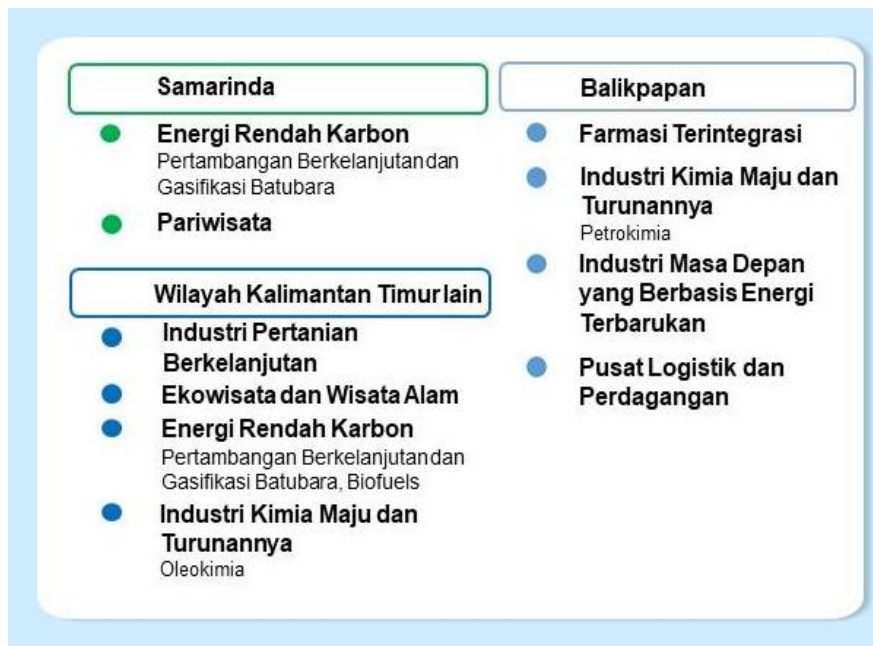 Samarinda
Energi Rendah Karbon
Pertambangan Berkelanjutan dan
Gasifikasi Batubara
Pariwisata
Wilayah Kalimantan Timur lain
Industri Pertanian
Berkelanjutan
Ekowisata dan Wisata Alam
Energi Rendah Karbon
Pertambangan Berkelanjutan dan
Gasifikasi Batubara, Biofuels
Industri Kimia Maju dan
Turunannya
Oleokimia
Balikpapan
Farmasi Terintegrasi
Industri Kimia Maju dan
Turunannya
Petrokimia
Industri Masa Depan
yang Berbasis Energi
Terbarukan
Pusat Logistik dan
Perdagangan